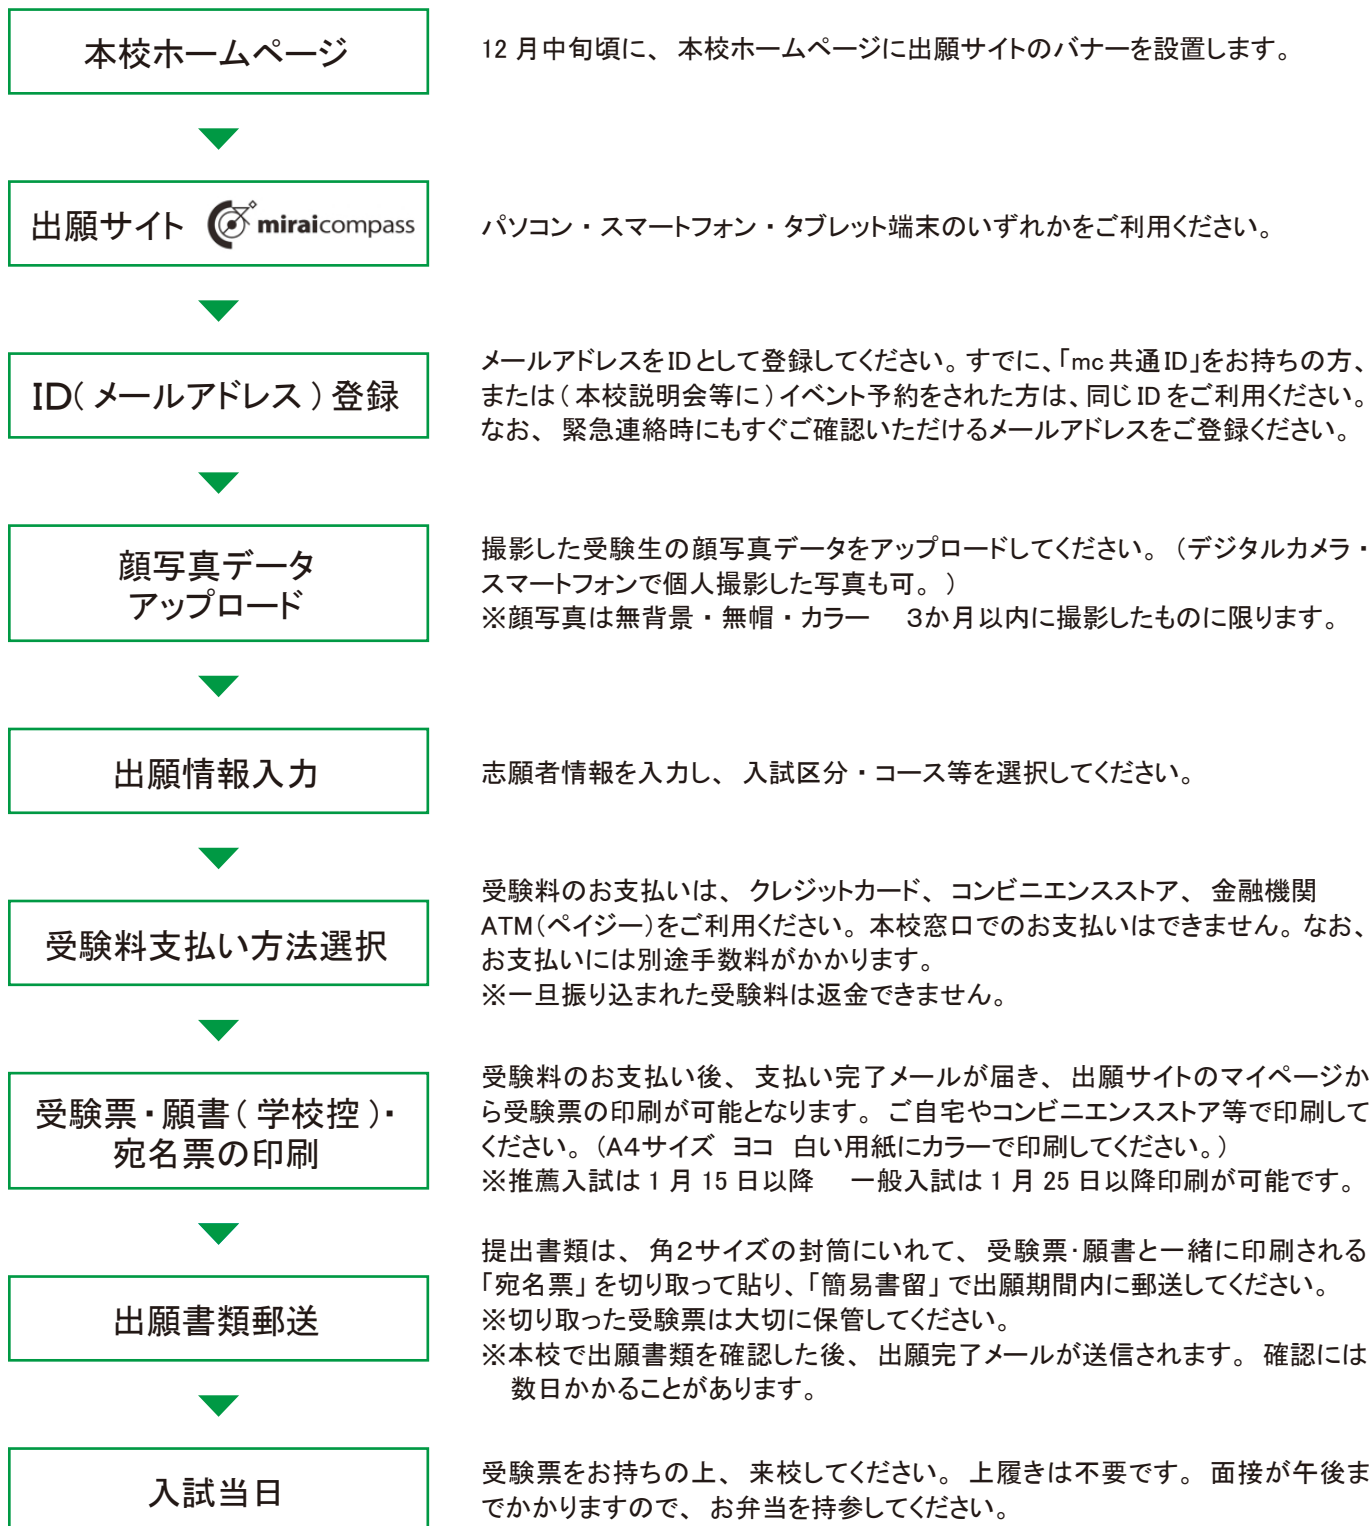 本校ホームページ
12 月中旬頃に、 本校ホームページに出願サイトのバナーを設置します。
出願サイト miraicompass
パソコン・スマートフォン・タブレット端末のいずれかをご利用ください。
ID(メールアドレス)登録
メールアドレスをIDとして登録してください。すでに、「mc共通ID」をお持ちの方、
または(本校説明会等に)イベント予約をされた方は、同じIDをご利用ください。
なお、 緊急連絡時にもすぐご確認いただけるメールアドレスをご登録ください。
顔写真データ
アップロード
撮影した受験生の顔写真データをアップロードしてください。 (デジタルカメラ・
スマートフォンで個人撮影した写真も可。)
※顔写真は無背景・無帽・カラー　3か月以内に撮影したものに限ります。
出願情報入力
志願者情報を入力し、 入試区分・コース等を選択してください。
受験料支払い方法選択
受験料のお支払いは、 クレジットカード、 コンビニエンスストア、 金融機関
ATM(ペイジー)をご利用ください。本校窓口でのお支払いはできません。なお、
お支払いには別途手数料がかかります。
※一旦振り込まれた受験料は返金できません。
受験票・願書(学校控)・
宛名票の印刷
受験料のお支払い後、 支払い完了メールが届き、 出願サイトのマイページか
ら受験票の印刷が可能となります。ご自宅やコンビニエンスストア等で印刷して
ください。(A4サイズ　ヨコ　白い用紙にカラーで印刷してください。)
※推薦入試は 1 月 15 日以降　一般入試は 1 月 25 日以降印刷が可能です。
出願書類郵送
提出書類は、 角2サイズの封筒にいれて、 受験票・願書と一緒に印刷される
「宛名票」を切り取って貼り、「簡易書留」で出願期間内に郵送してください。
※切り取った受験票は大切に保管してください。
※本校で出願書類を確認した後、 出願完了メールが送信されます。 確認には
数日かかることがあります。
入試当日
受験票をお持ちの上、 来校してください。 上履きは不要です。 面接が午後ま
でかかりますので、 お弁当を持参してください。